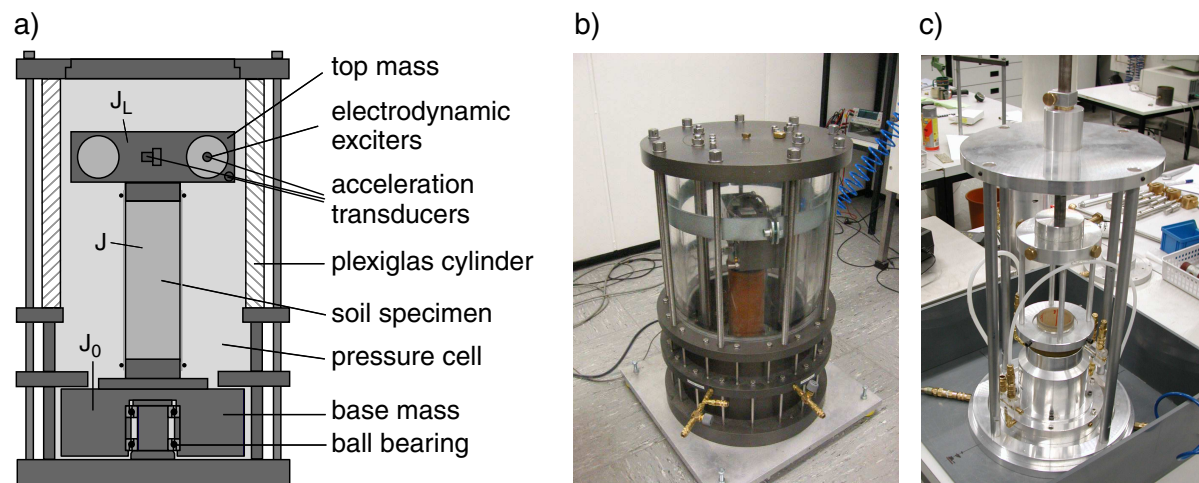 a)
b)
c)
top mass
J_L
electrodynamic
exciters
acceleration
transducers
J
plexiglas cylinder
soil specimen
J_0
pressure cell
base mass
ball bearing